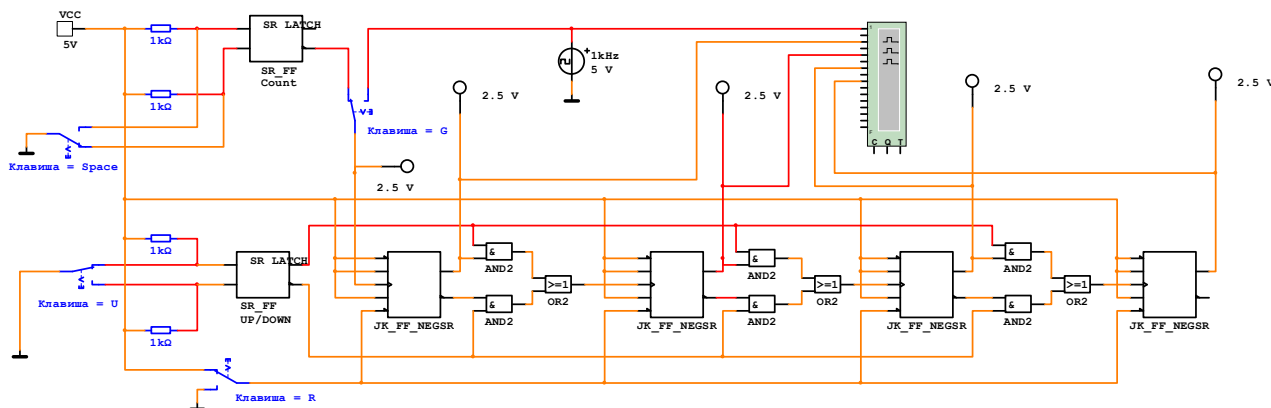 VCC
5V
1kΩ
SR LATCH
SR_FF
Count
1kΩ
Клавиша = Space
Клавиша = G
1kHz
5 V
2.5 V
2.5 V
2.5 V
2.5 V
2.5 V
1
F
C Q T
1kΩ
SR LATCH
SR_FF
UP/DOWN
Клавиша = U
1kΩ
JK_FF_NEGSR
&
AND2
&
AND2
>=1
OR2
JK_FF_NEGSR
&
AND2
&
AND2
>=1
OR2
JK_FF_NEGSR
&
AND2
&
AND2
>=1
OR2
JK_FF_NEGSR
Клавиша = R